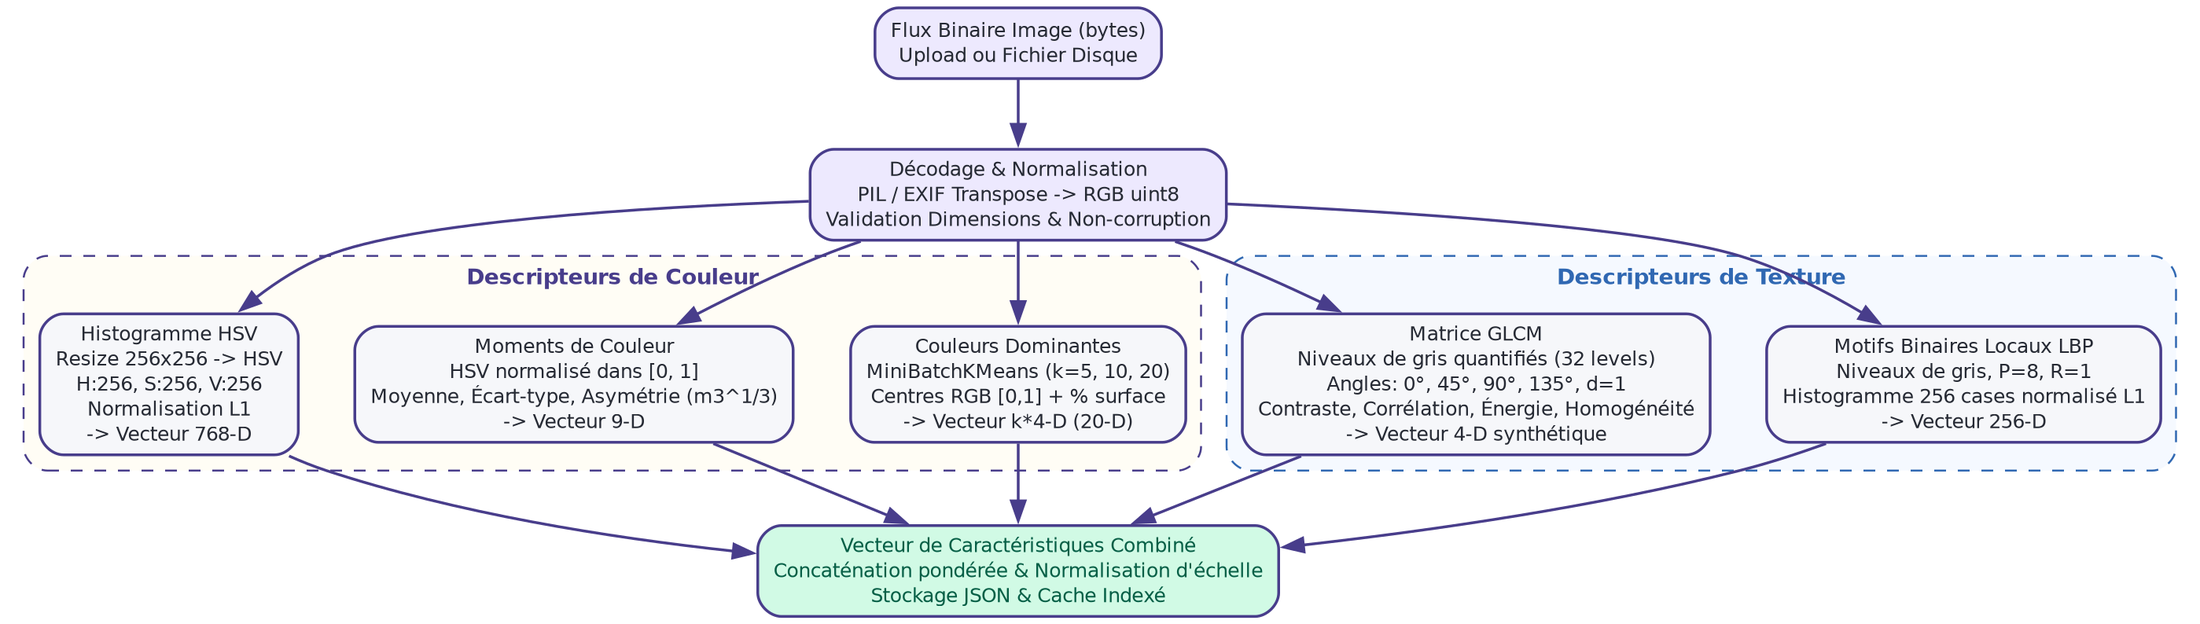 Flux Binaire Image (bytes)
Upload ou Fichier Disque
Décodage & Normalisation
PIL / EXIF Transpose -> RGB uint8
Validation Dimensions & Non-corruption
Descripteurs de Couleur
Histogramme HSV
Resize 256x256 -> HSV
H:256, S:256, V:256
Normalisation L1
-> Vecteur 768-D
Moments de Couleur
HSV normalisé dans [0, 1]
Moyenne, Écart-type, Asymétrie (m3^1/3)
-> Vecteur 9-D
Couleurs Dominantes
MiniBatchKMeans (k=5, 10, 20)
Centres RGB [0,1] + % surface
-> Vecteur k*4-D (20-D)
Descripteurs de Texture
Matrice GLCM
Niveaux de gris quantifiés (32 levels)
Angles: 0°, 45°, 90°, 135°, d=1
Contraste, Corrélation, Énergie, Homogénéité
-> Vecteur 4-D synthétique
Motifs Binaires Locaux LBP
Niveaux de gris, P=8, R=1
Histogramme 256 cases normalisé L1
-> Vecteur 256-D
Vecteur de Caractéristiques Combiné
Concaténation pondérée & Normalisation d'échelle
Stockage JSON & Cache Indexé